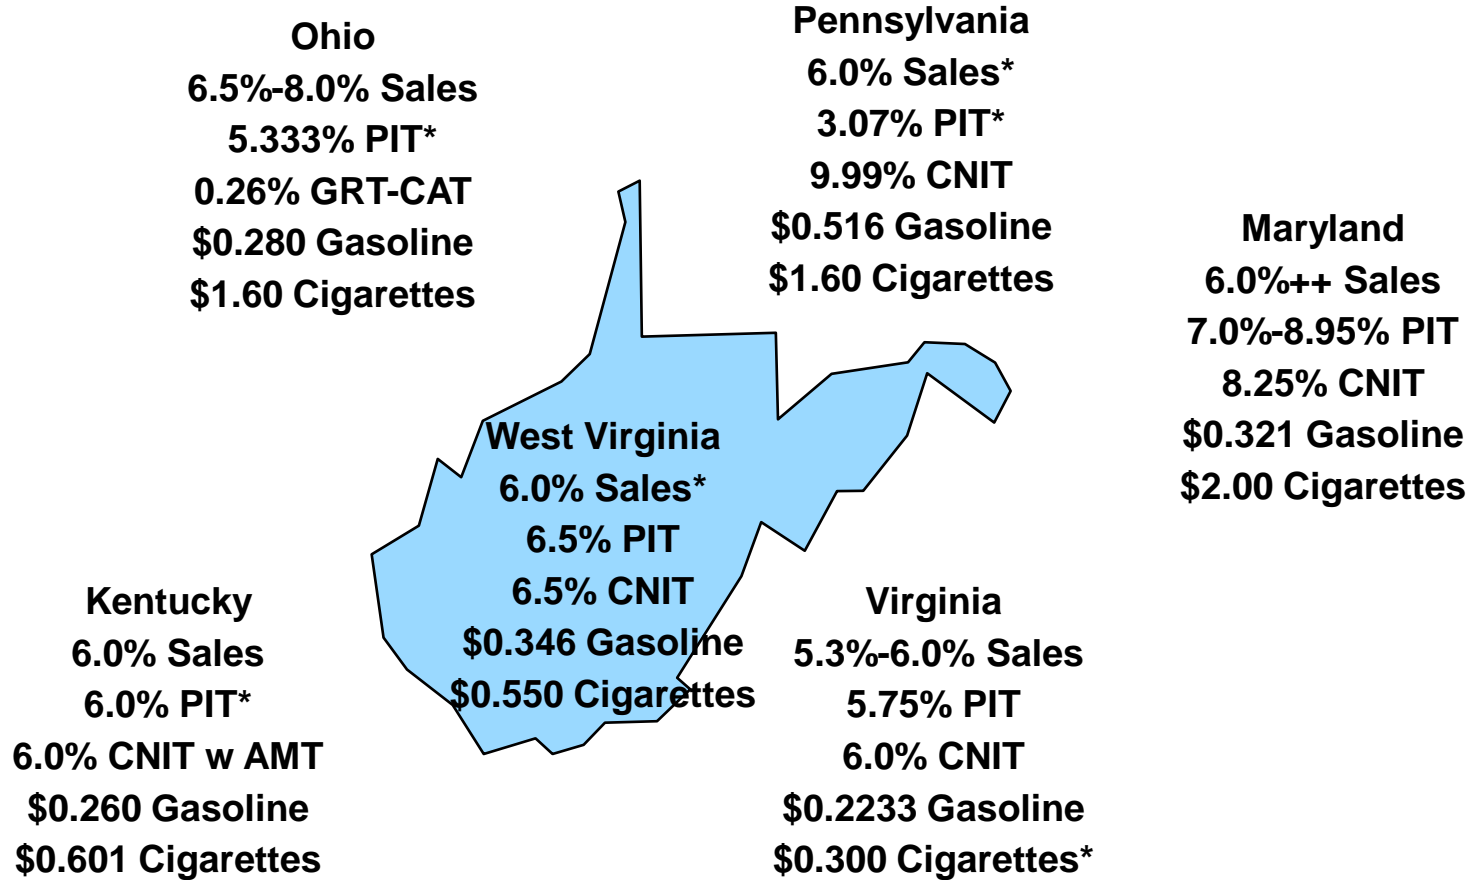 Ohio
6.5%-8.0% Sales
5.333% PIT*
0.26% GRT-CAT
$0.280 Gasoline
$1.60 Cigarettes
Pennsylvania
6.0% Sales*
3.07% PIT*
9.99% CNIT
$0.516 Gasoline
$1.60 Cigarettes
Maryland
6.0%++ Sales
7.0%-8.95% PIT
8.25% CNIT
$0.321 Gasoline
$2.00 Cigarettes
West Virginia
6.0% Sales*
6.5% PIT
6.5% CNIT
$0.346 Gasoline
$0.550 Cigarettes
Kentucky
6.0% Sales
6.0% PIT*
6.0% CNIT w AMT
$0.260 Gasoline
$0.601 Cigarettes
Virginia
5.3%-6.0% Sales
5.75% PIT
6.0% CNIT
$0.2233 Gasoline
$0.300 Cigarettes*